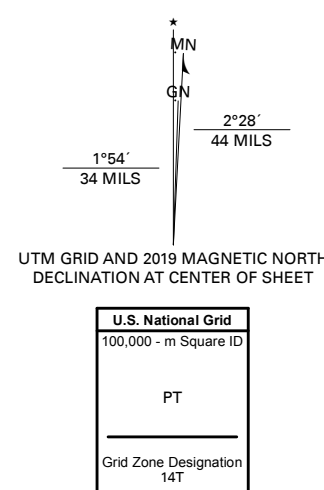 ★
MN
GN
2°28´
44 MILS
1°54´
34 MILS
UTM GRID AND 2019 MAGNETIC NORTH
DECLINATION AT CENTER OF SHEET
U.S. National Grid
100,000 - m Square ID
PT
Grid Zone Designation
14T